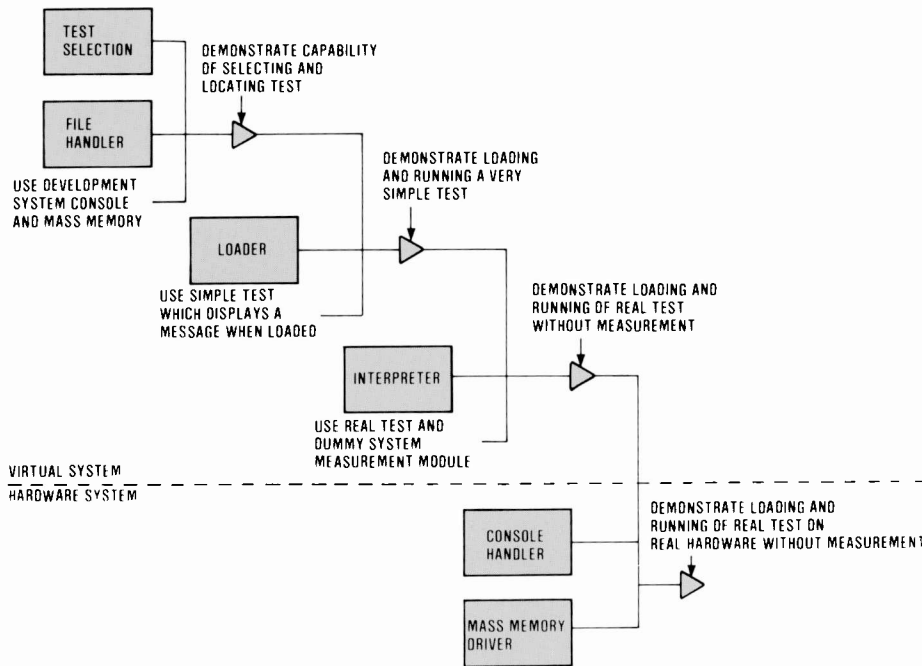 TEST
SELECTION
DEMONSTRATE CAPABILITY
OF SELECTING AND
LOCATING TEST
FILE
HANDLER
USE DEVELOPMENT
SYSTEM CONSOLE
AND MASS MEMORY
DEMONSTRATE LOADING
AND RUNNING A VERY
SIMPLE TEST
LOADER
USE SIMPLE TEST
WHICH DISPLAYS A
MESSAGE WHEN LOADED
DEMONSTRATE LOADING AND
RUNNING OF REAL TEST
WITHOUT MEASUREMENT
INTERPRETER
USE REAL TEST AND
DUMMY SYSTEM
MEASUREMENT MODULE
VIRTUAL SYSTEM
HARDWARE SYSTEM
DEMONSTRATE LOADING AND
RUNNING OF REAL TEST ON
REAL HARDWARE WITHOUT MEASUREMENT
CONSOLE
HANDLER
MASS MEMORY
DRIVER